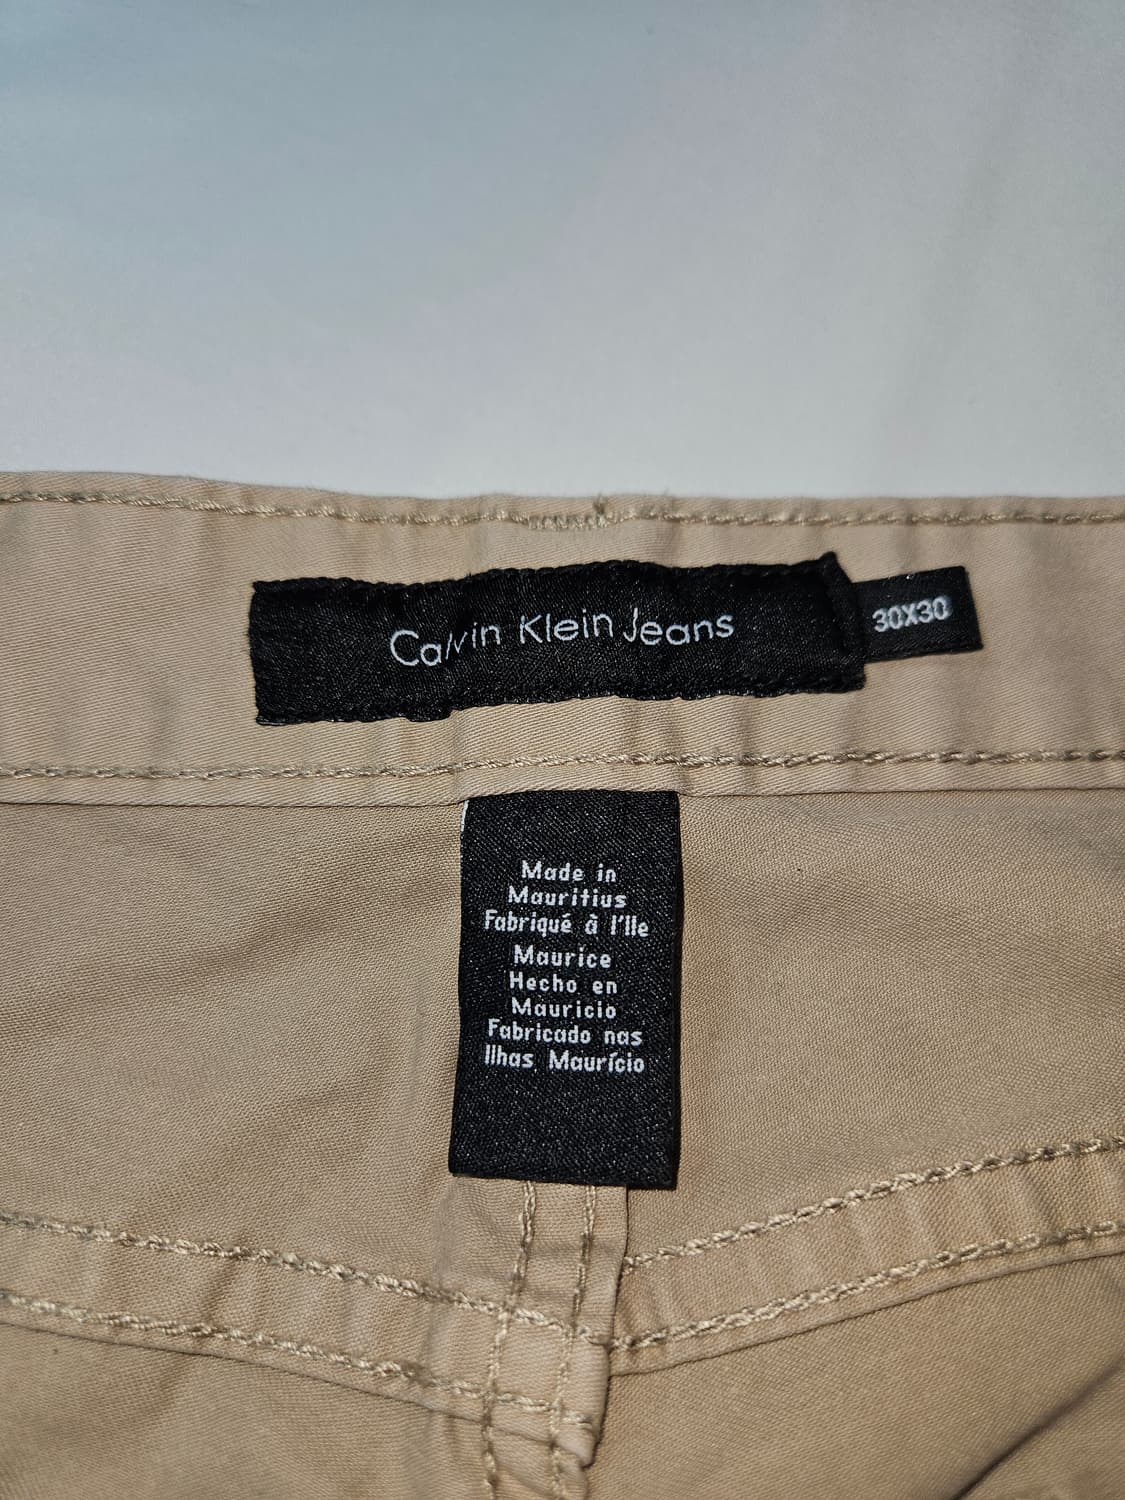 Calvin Klein Jeans
30X30
Made in
Mauritius
Fabriqué à l'Ile
Maurice
Hecho en
Mauricio
Fabricado nas
Ilhas Maurício